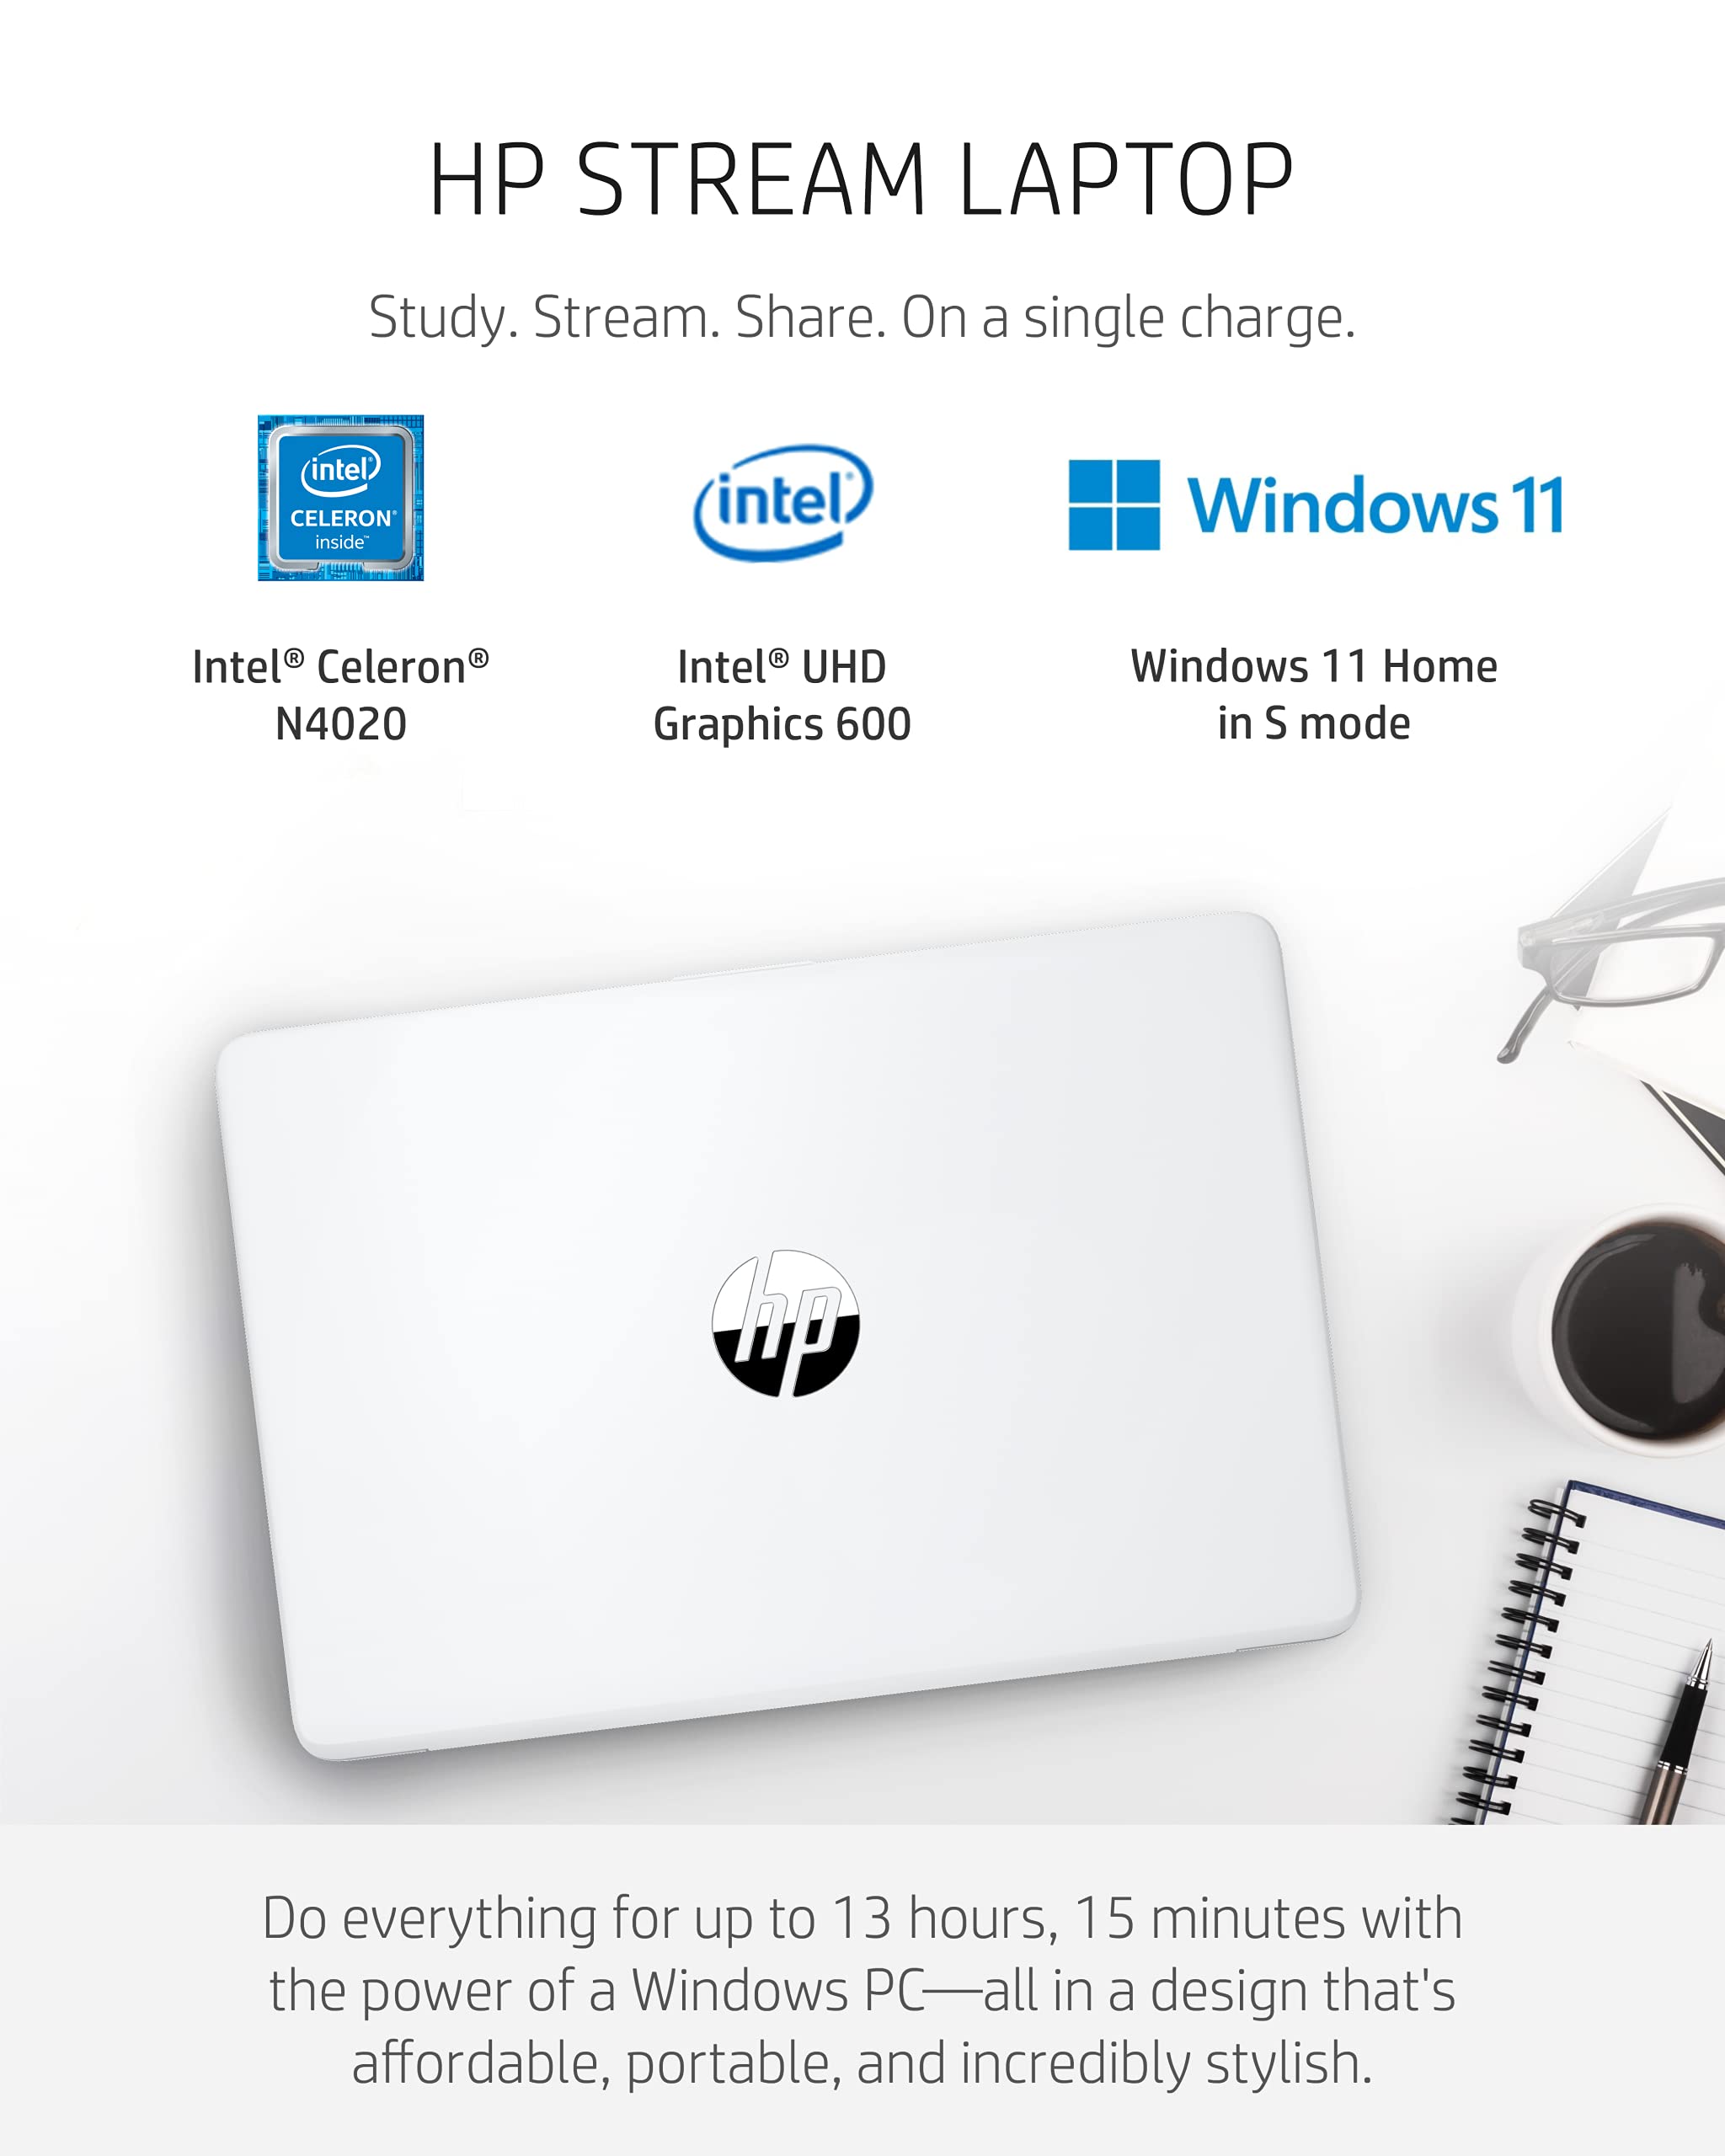 HP STREAM LAPTOP
Study. Stream. Share. On a single charge.
intel®
CELERON®
inside™
intel®
Windows 11
Intel® Celeron®
N4020
Intel® UHD
Graphics 600
Windows 11 Home
in S mode
hp
Do everything for up to 13 hours, 15 minutes with
the power of a Windows PC—all in a design that's
affordable, portable, and incredibly stylish.